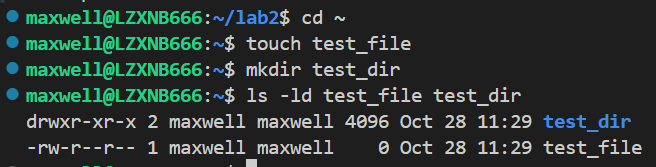 maxwell@LZXNB666:~/lab2$ cd ~
maxwell@LZXNB666:~$ touch test_file
maxwell@LZXNB666:~$ mkdir test_dir
maxwell@LZXNB666:~$ ls -ld test_file test_dir
drwxr-xr-x 2 maxwell maxwell 4096 Oct 28 11:29 test_dir
-rw-r--r-- 1 maxwell maxwell    0 Oct 28 11:29 test_file